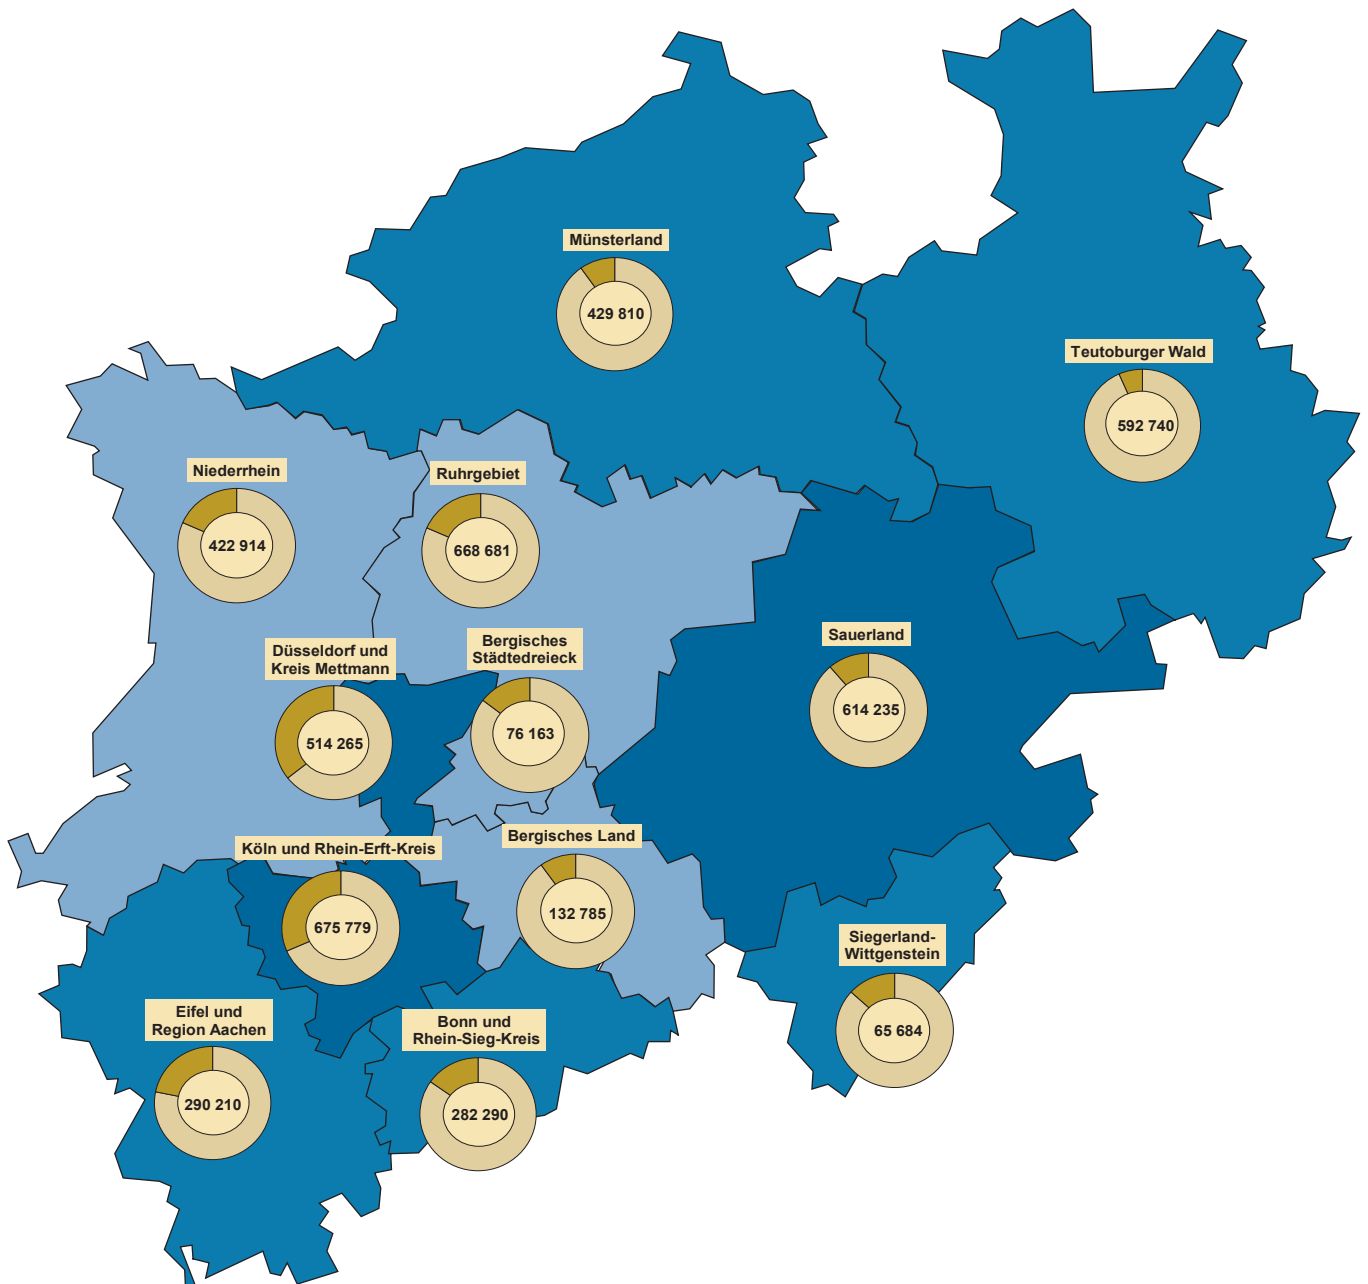 Münsterland
429 810
Teutoburger Wald
592 740
Niederrhein
422 914
Ruhrgebiet
668 681
Düsseldorf und
Kreis Mettmann
514 265
Bergisches
Städtedreieck
76 163
Sauerland
614 235
Köln und Rhein-Erft-Kreis
675 779
Bergisches Land
132 785
Siegerland-
Wittgenstein
65 684
Eifel und
Region Aachen
290 210
Bonn und
Rhein-Sieg-Kreis
282 290